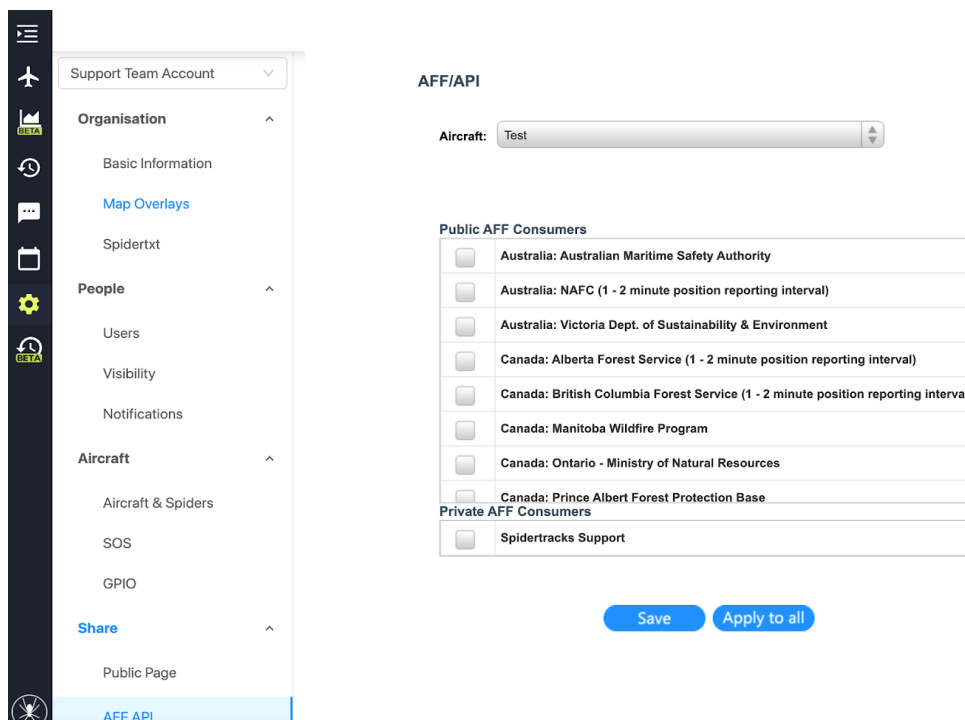 BETA
BETA
Support Team Account
Organisation
Basic Information
Map Overlays
Spidertxt
People
Users
Visibility
Notifications
Aircraft
Aircraft & Spiders
SOS
GPIO
Share
Public Page
AFF API
AFF/API
Aircraft: Test
Public AFF Consumers
Australia: Australian Maritime Safety Authority
Australia: NAFC (1 - 2 minute position reporting interval)
Australia: Victoria Dept. of Sustainability & Environment
Canada: Alberta Forest Service (1 - 2 minute position reporting interval)
Canada: British Columbia Forest Service (1 - 2 minute position reporting interva
Canada: Manitoba Wildfire Program
Canada: Ontario - Ministry of Natural Resources
Canada: Prince Albert Forest Protection Base
Private AFF Consumers
Spidertracks Support
Save
Apply to all